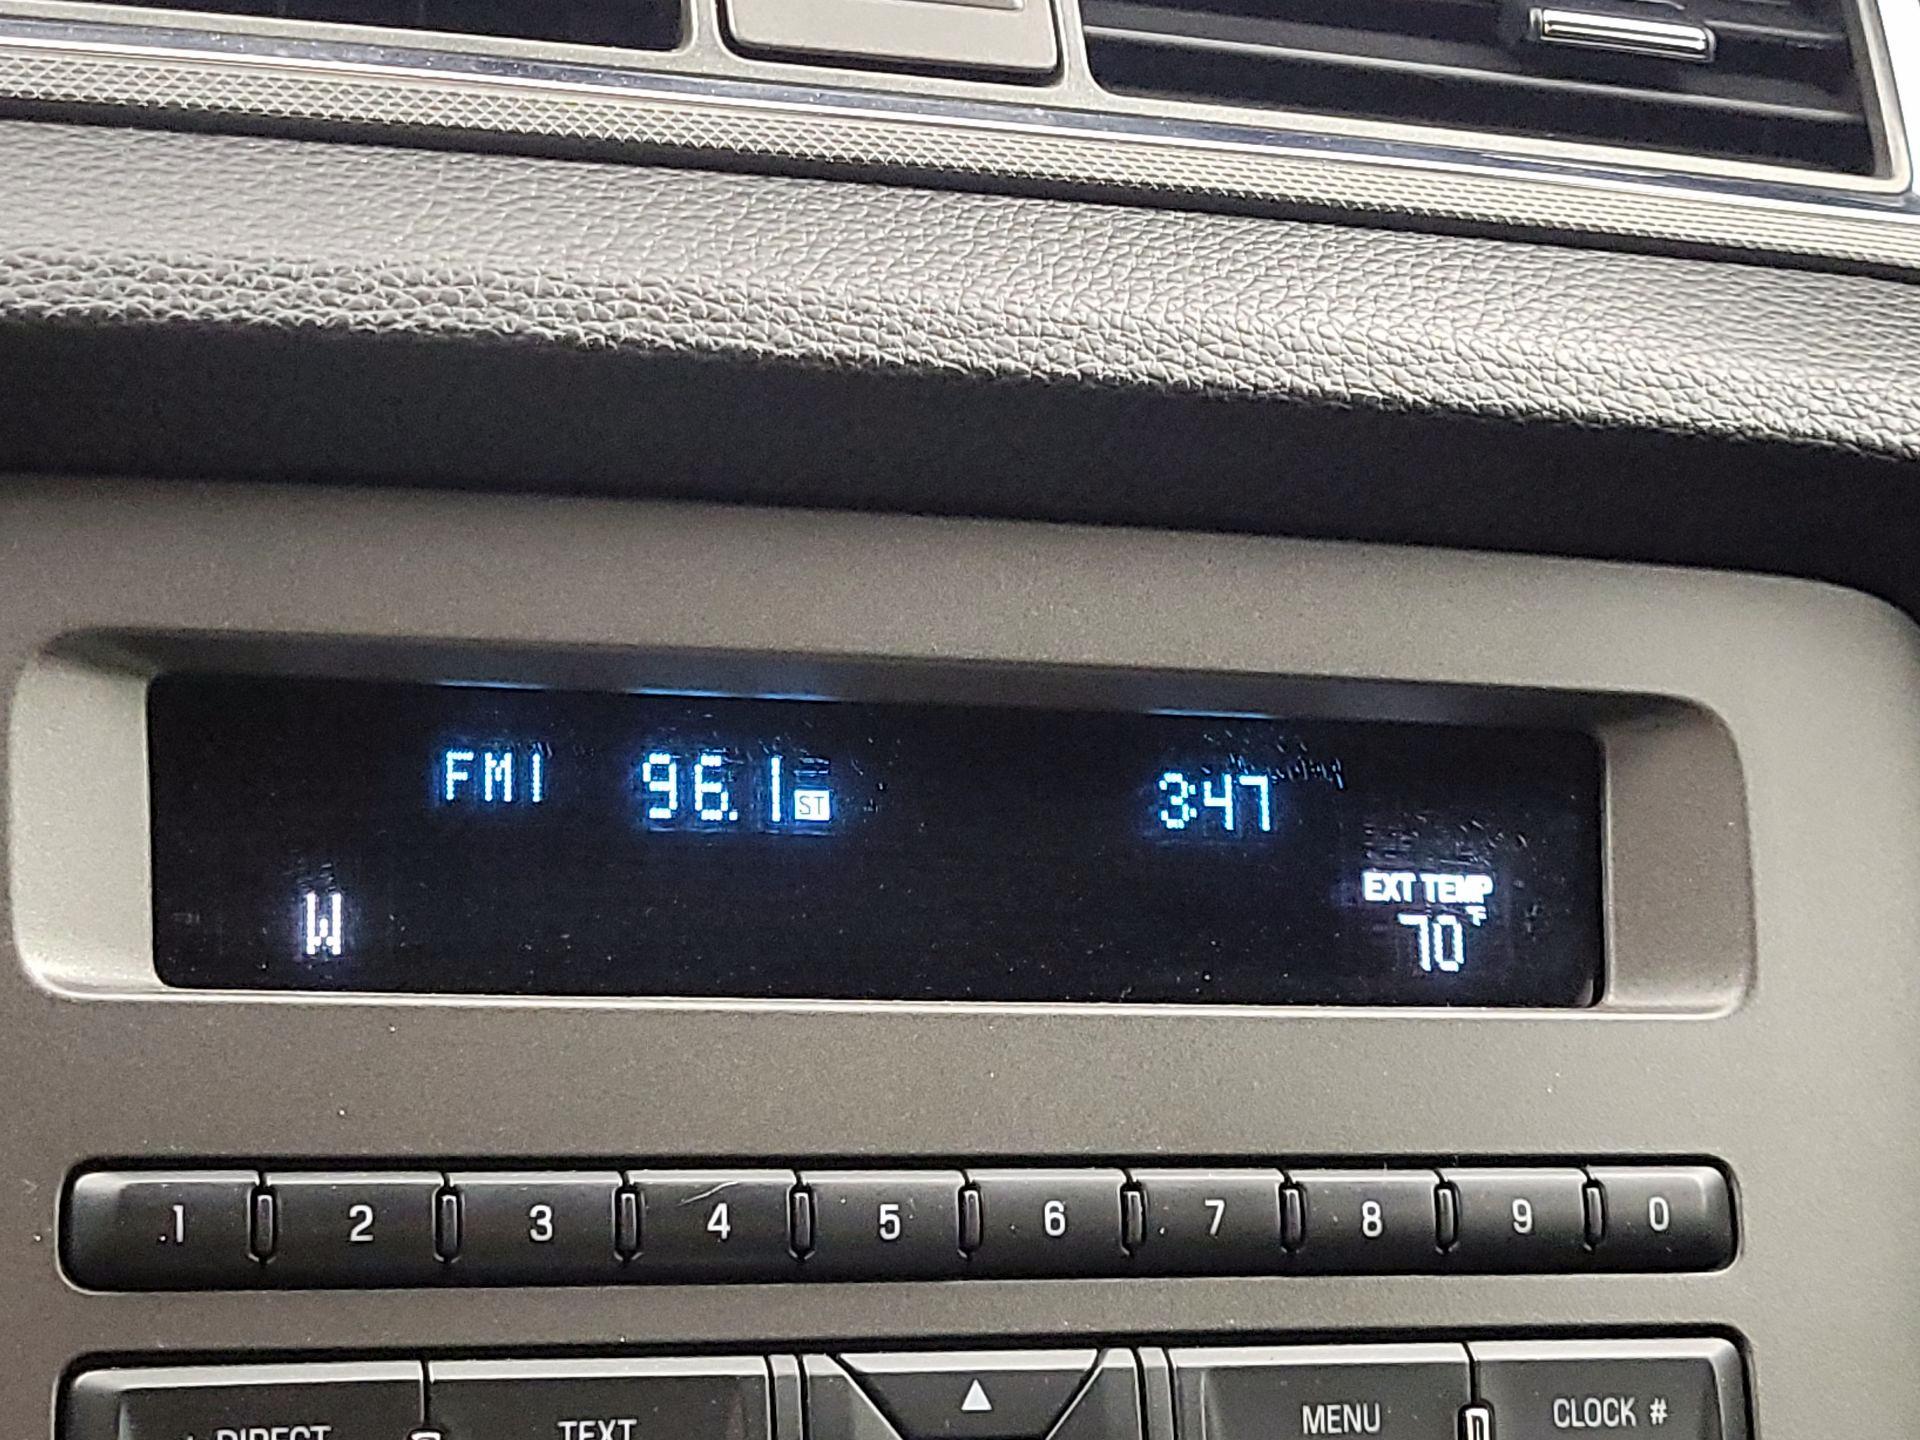 FM1 96.1 ST 3:47
EXT TEMP
W 70°F
1 2 3 4 5 6 7 8 9 0
DIRECT TEXT ▲ MENU CLOCK #